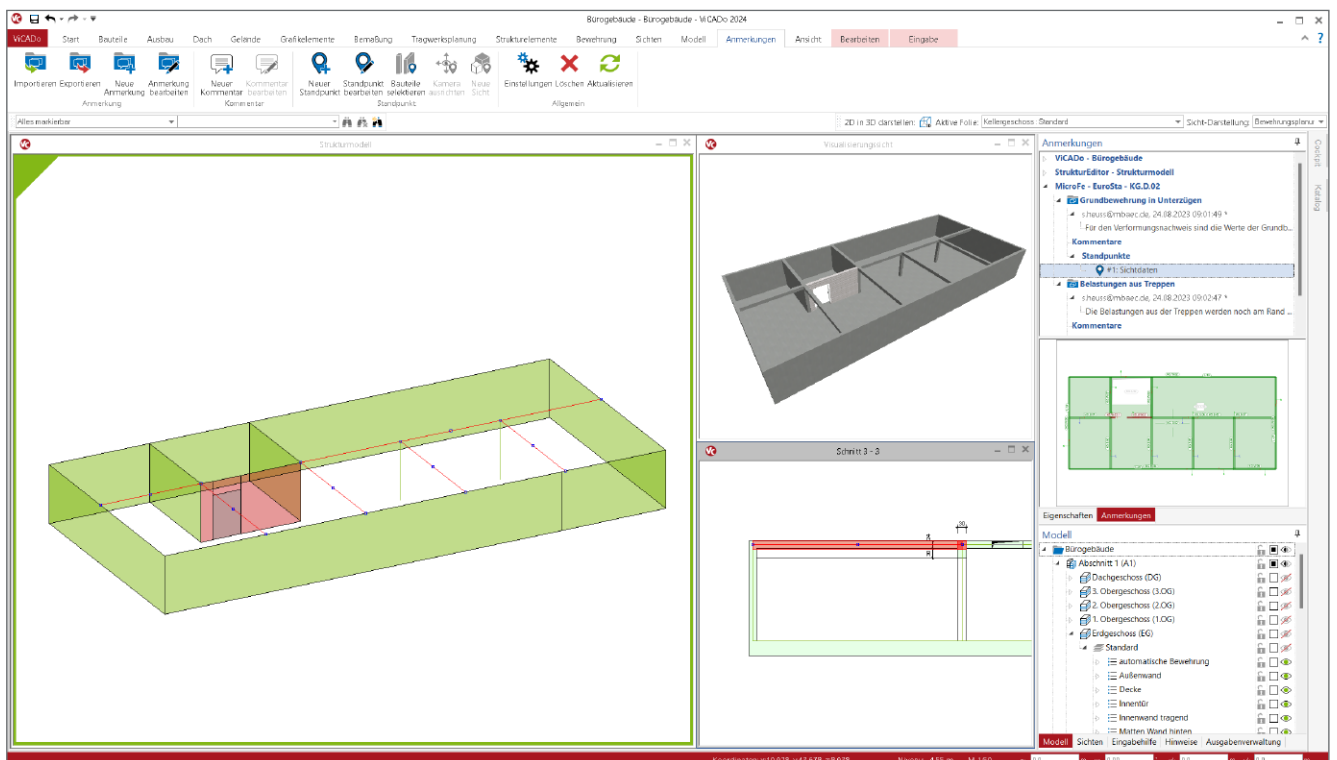 Bürogebäude - Bürogebäude - ViCADo 2024
ViCADo Start Bauteile Ausbau Dach Gelände Grafikelemente Bemaßung Tragwerksplanung Strukturelemente Bewehrung Sichten Modell Anmerkungen Ansicht Bearbeiten Eingabe
Importieren Exportieren Neue Anmerkung Anmerkung bearbeiten Neuer Kommentar Kommentar bearbeiten Neuer Standpunkt Standpunkt bearbeiten Bauteile selektieren Kamera ausrichten Neue Sicht Einstellungen Löschen Aktualisieren
Anmerkung Kommentar Standpunkt Allgemein
Alles markierbar 2D in 3D darstellen: Aktive Folie: Kellergeschoss: Standard Sicht-Darstellung: Bewehrungsplanu
Strukturmodell
Visualisierungssicht
Schnitt 3 - 3
30
Anmerkungen
ViCADo - Bürogebäude
StrukturEditor - Strukturmodell
MicroFe - EuroSta - KG.D.02
Grundbewehrung in Unterzügen
s.heuss@mbaec.de, 24.08.2023 09:01:49 *
Für den Verformungsnachweis sind die Werte der Grundb...
Kommentare
Standpunkte
#1: Sichtdaten
Belastungen aus Treppen
s.heuss@mbaec.de, 24.08.2023 09:02:47 *
Die Belastungen aus der Treppen werden noch am Rand ...
Kommentare
Eigenschaften Anmerkungen
Modell
Bürogebäude
Abschnitt 1 (A1)
Dachgeschoss (DG)
3. Obergeschoss (3.OG)
2. Obergeschoss (2.OG)
1. Obergeschoss (1.OG)
Erdgeschoss (EG)
Standard
automatische Bewehrung
Außenwand
Decke
Innentür
Innenwand tragend
Matten Wand hinten
Modell Sichten Eingabehilfe Hinweise Ausgabenverwaltung
Cockpit
Katalog